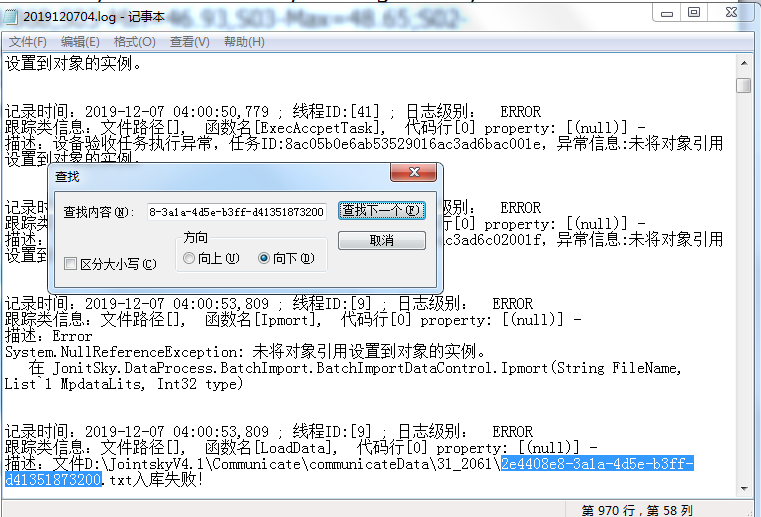 46.93,S03-Max=48.65;S02-
2019120704.log - 记事本
文件(F) 编辑(E) 格式(O) 查看(V) 帮助(H)
设置到对象的实例。
记录时间: 2019-12-07 04:00:50,779 ; 线程ID:[41] ; 日志级别: ERROR
跟踪类信息: 文件路径[], 函数名[ExecAccpetTask], 代码行[0] property: [(null)] -
描述: 设备验收任务执行异常, 任务ID:8ac05b0e6ab53529016ac3ad6bac001e, 异常信息:未将对象引用
设置到对象的实例。
查找
记录 别: ERROR
跟踪 行[0] property: [(null)] -
描述: c3ad6c02001f, 异常信息:未将对象引用
设置到
查找内容(N): 8-3a1a-4d5e-b3ff-d41351873200 查找下一个(F)
方向 取消
区分大小写(C) 向上(U) 向下(D)
记录时间: 2019-12-07 04:00:53,809 ; 线程ID:[9] ; 日志级别: ERROR
跟踪类信息: 文件路径[], 函数名[Ipmort], 代码行[0] property: [(null)] -
描述: Error
System.NullReferenceException: 未将对象引用设置到对象的实例。
在 JonitSky.DataProcess.BatchImport.BatchImportDataControl.Ipmort(String FileName,
List`1 MpdataLits, Int32 type)
记录时间: 2019-12-07 04:00:53,809 ; 线程ID:[9] ; 日志级别: ERROR
跟踪类信息: 文件路径[], 函数名[LoadData], 代码行[0] property: [(null)] -
描述: 文件D:\JointskyV4.1\Communicate\communicateData\31_2061\2e4408e8-3a1a-4d5e-b3ff-
d41351873200.txt入库失败!
第 970 行, 第 58 列